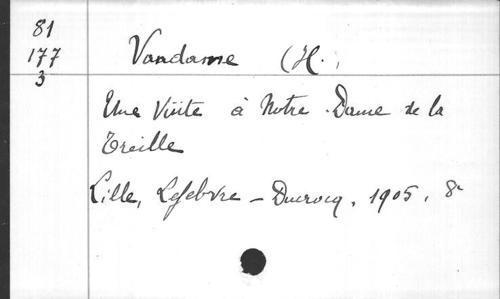 81
177
3
Vandame (H.)
Une Visite à Notre-Dame de la
Treille
Lille, Lefebvre-Ducrocq, 1905, 8°